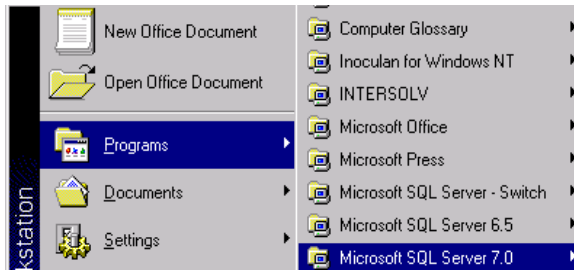 New Office Document
Open Office Document
Programs
Documents
Settings
kstation
Computer Glossary
Inoculan for Windows NT
INTERSOLV
Microsoft Office
Microsoft Press
Microsoft SQL Server - Switch
Microsoft SQL Server 6.5
Microsoft SQL Server 7.0